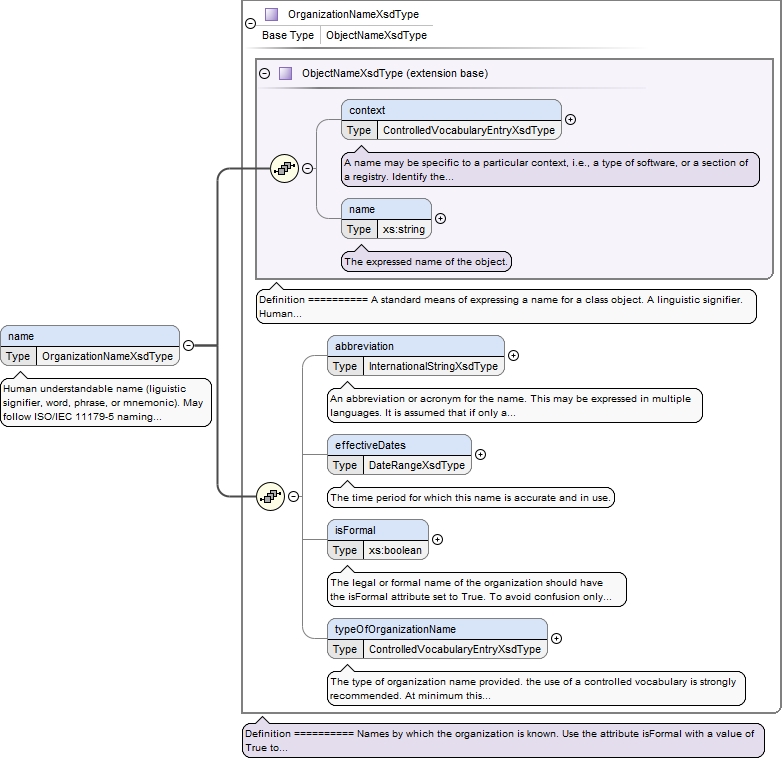 OrganizationNameXsdType
Base Type ObjectNameXsdType
ObjectNameXsdType (extension base)
context
Type ControlledVocabularyEntryXsdType
A name may be specific to a particular context, i.e., a type of software, or a section of
a registry. Identify the...
name
Type xs:string
The expressed name of the object.
Definition ========== A standard means of expressing a name for a class object. A linguistic signifier.
Human...
name
Type OrganizationNameXsdType
Human understandable name (liguistic
signifier, word, phrase, or mnemonic). May
follow ISO/IEC 11179-5 naming...
abbreviation
Type InternationalStringXsdType
An abbreviation or acronym for the name. This may be expressed in multiple
languages. It is assumed that if only a...
effectiveDates
Type DateRangeXsdType
The time period for which this name is accurate and in use.
isFormal
Type xs:boolean
The legal or formal name of the organization should have
the isFormal attribute set to True. To avoid confusion only...
typeOfOrganizationName
Type ControlledVocabularyEntryXsdType
The type of organization name provided. the use of a controlled vocabulary is strongly
recommended. At minimum this...
Definition ========== Names by which the organization is known. Use the attribute isFormal with a value of
True to...